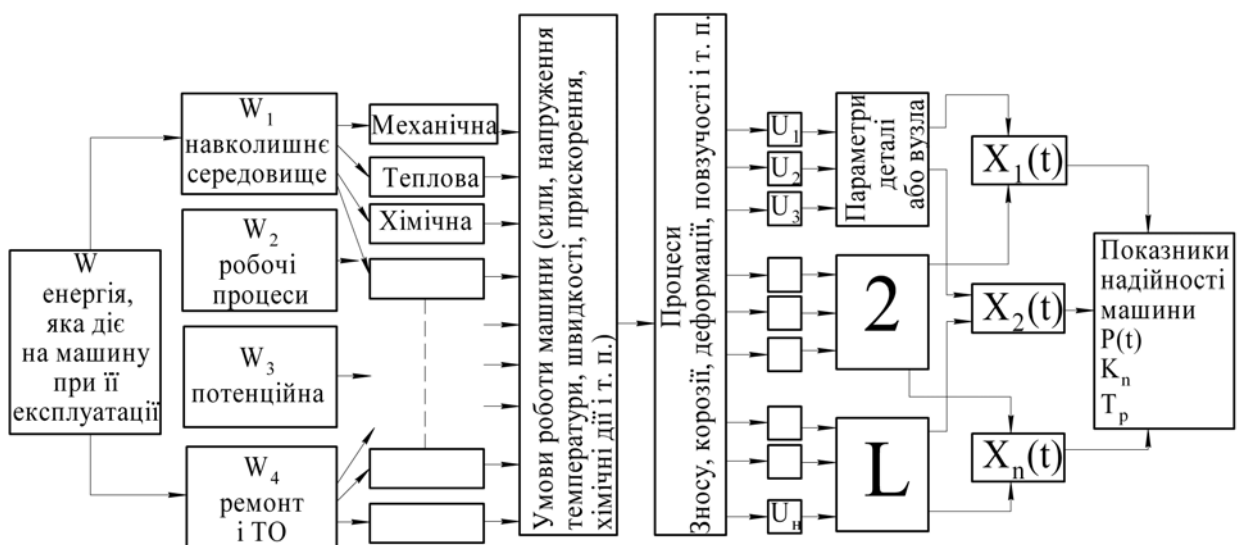 W
енергія,
яка діє
на машину
при її
експлуатації
W1
навколишнє
середовище
W2
робочі
процеси
W3
потенційна
W4
ремонт
і ТО
Механічна
Теплова
Хімічна
Умови роботи машини (сили, напруження
температури, швидкості, прискорення,
хімічні дії і т. п.)
Процеси
Зносу, корозії, деформації, повзучості і т. п.
U1
U2
U3
Uн
Параметри
деталі
або вузла
2
L
X1(t)
X2(t)
Xn(t)
Показники
надійності
машини
P(t)
Kn
Tp